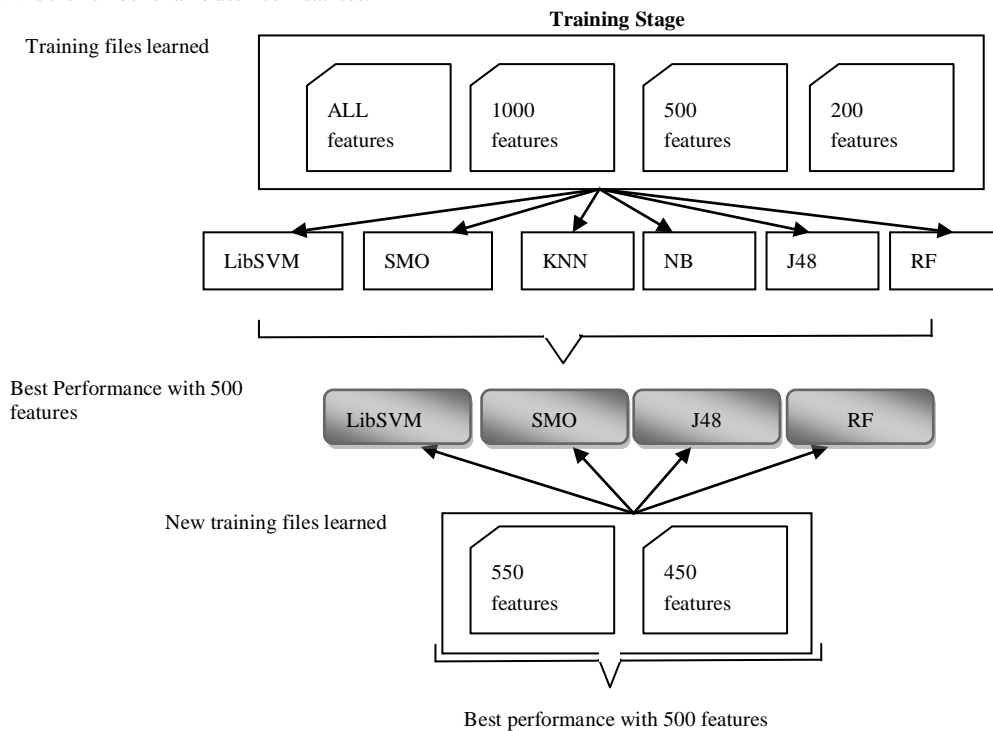 Training Stage
Training files learned
ALL
features
1000
features
500
features
200
features
LibSVM
SMO
KNN
NB
J48
RF
Best Performance with 500
features
LibSVM
SMO
J48
RF
New training files learned
550
features
450
features
Best performance with 500 features